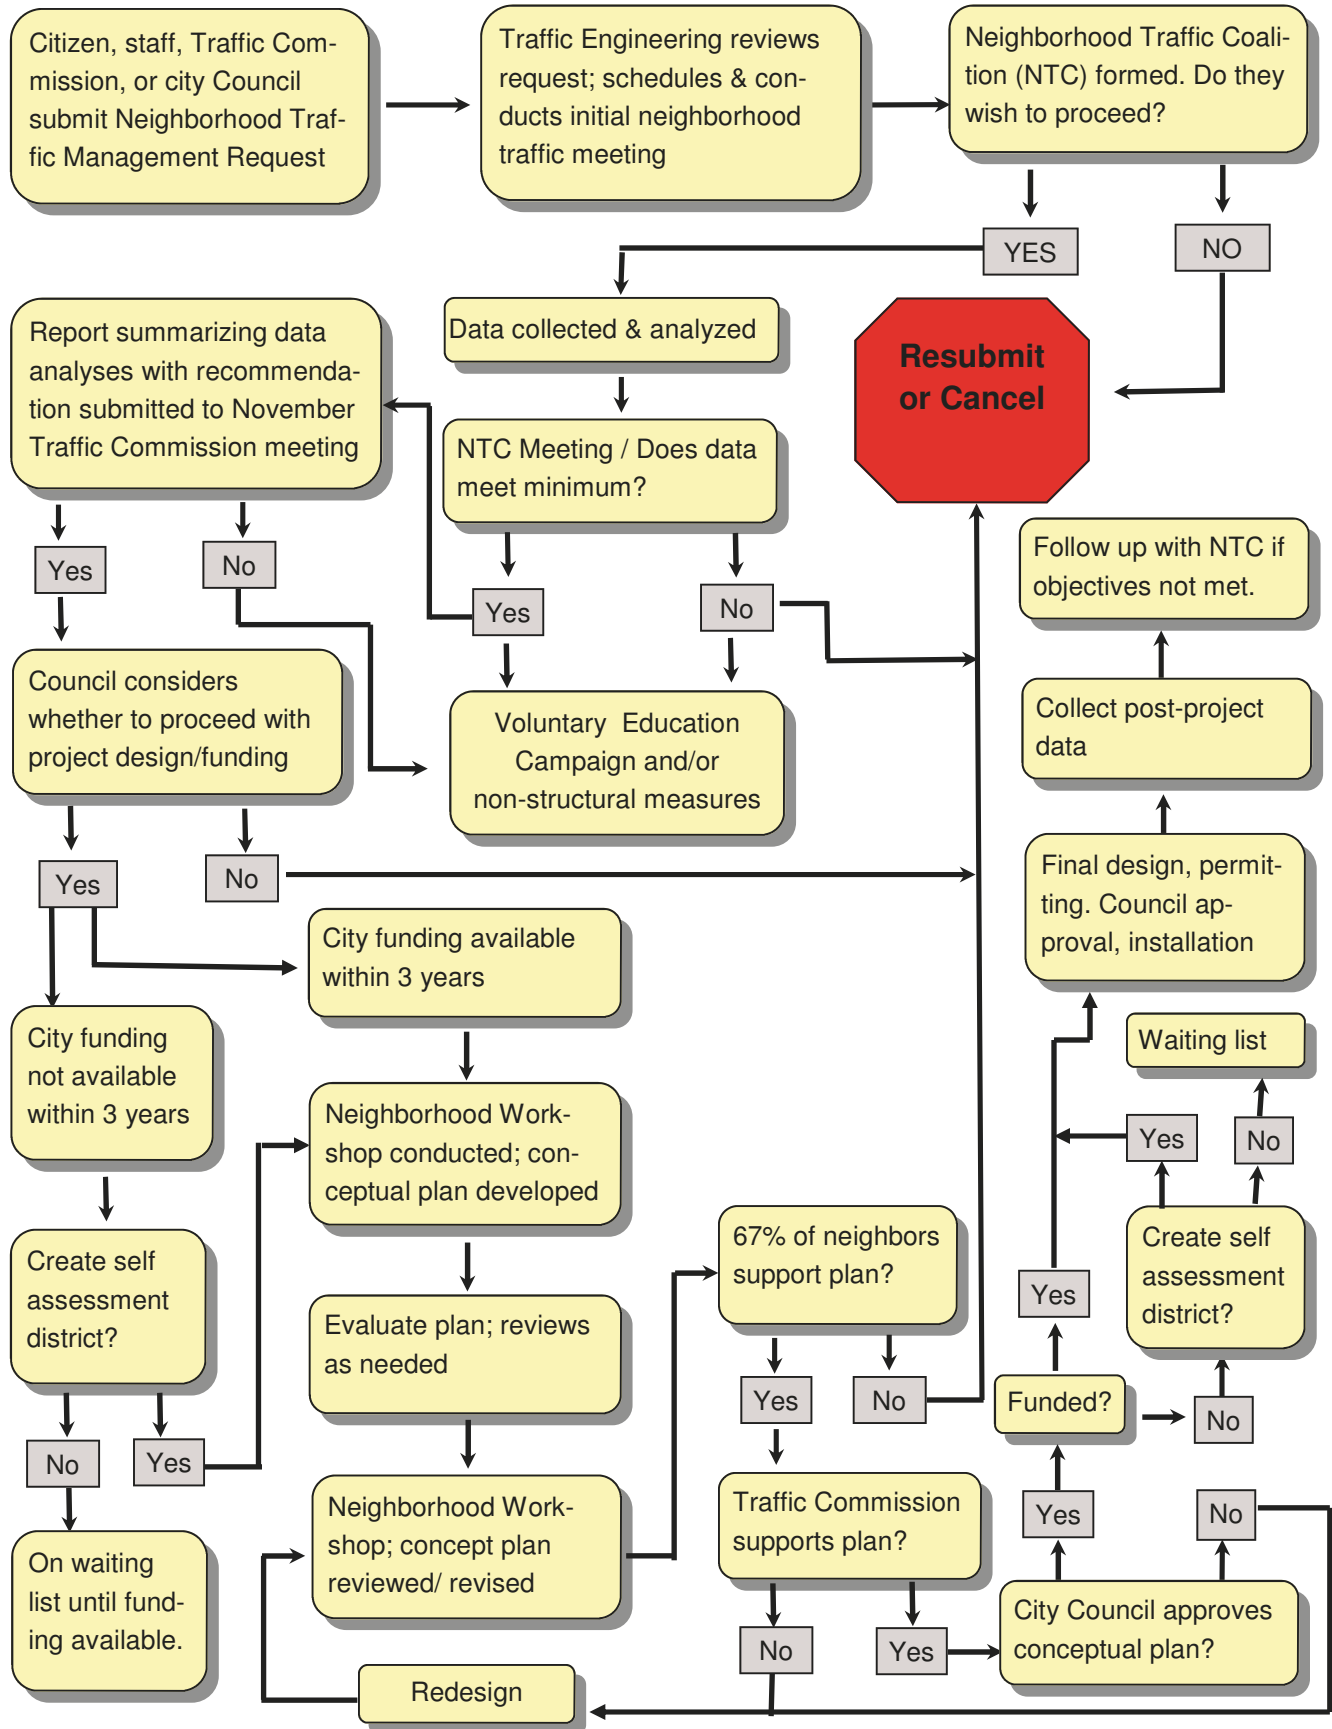 Citizen, staff, Traffic Com-
mission, or city Council
submit Neighborhood Traf-
fic Management Request
Traffic Engineering reviews
request; schedules & con-
ducts initial neighborhood
traffic meeting
Neighborhood Traffic Coali-
tion (NTC) formed. Do they
wish to proceed?
YES
NO
Data collected & analyzed
Resubmit
or Cancel
Report summarizing data
analyses with recommenda-
tion submitted to November
Traffic Commission meeting
NTC Meeting / Does data
meet minimum?
Yes
No
Yes
No
Follow up with NTC if
objectives not met.
Council considers
whether to proceed with
project design/funding
Voluntary Education
Campaign and/or
non-structural measures
Collect post-project
data
Yes
No
Final design, permit-
ting. Council ap-
proval, installation
City funding available
within 3 years
City funding
not available
within 3 years
Waiting list
Neighborhood Work-
shop conducted; con-
ceptual plan developed
Yes
No
Create self
assessment
district?
67% of neighbors
support plan?
Create self
assessment
district?
Evaluate plan; reviews
as needed
Yes
Yes
No
Funded?
No
No
Yes
Neighborhood Work-
shop; concept plan
reviewed/ revised
Traffic Commission
supports plan?
Yes
No
On waiting
list until fund-
ing available.
No
Yes
City Council approves
conceptual plan?
Redesign